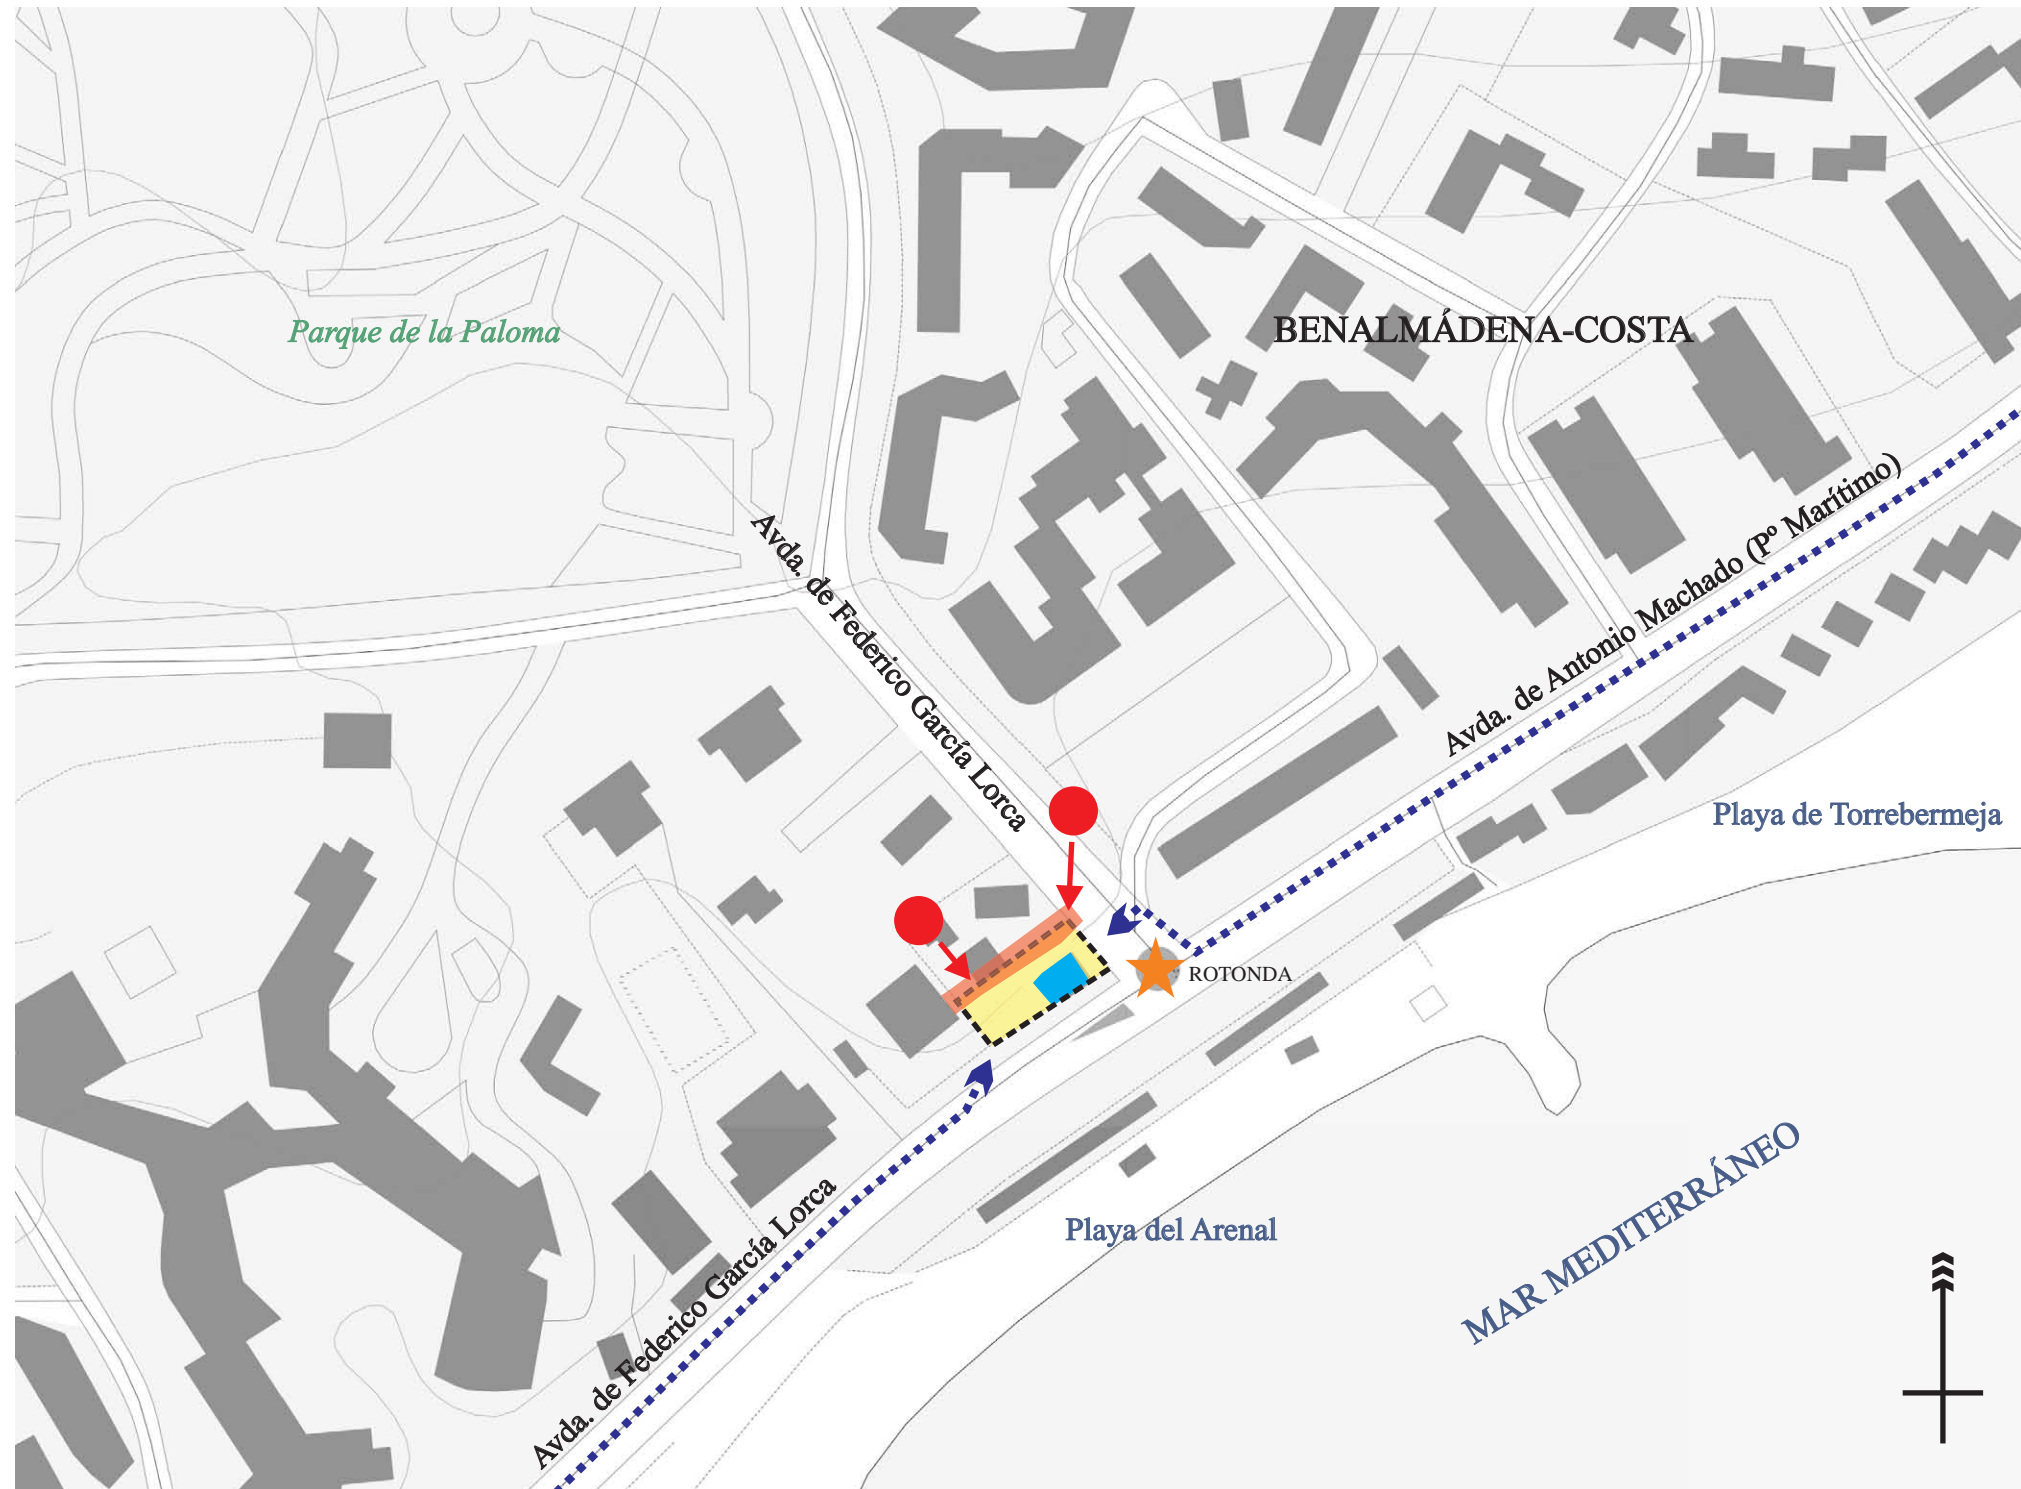 Parque de la Paloma
BENALMÁDENA-COSTA
Avda. de Federico García Lorca
Avda. de Antonio Machado (Pº Marítimo)
Playa de Torrebermeja
ROTONDA
Playa del Arenal
MAR MEDITERRÁNEO
Avda. de Federico García Lorca